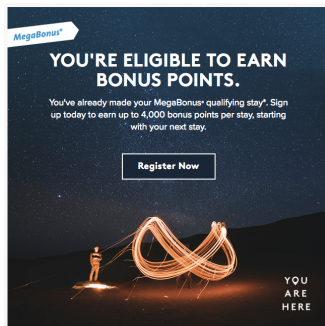 MegaBonus®
YOU'RE ELIGIBLE TO EARN
BONUS POINTS.
You've already made your MegaBonus® qualifying stay*. Sign
up today to earn up to 4,000 bonus points per stay, starting
with your next stay.
Register Now
YOU
ARE
HERE